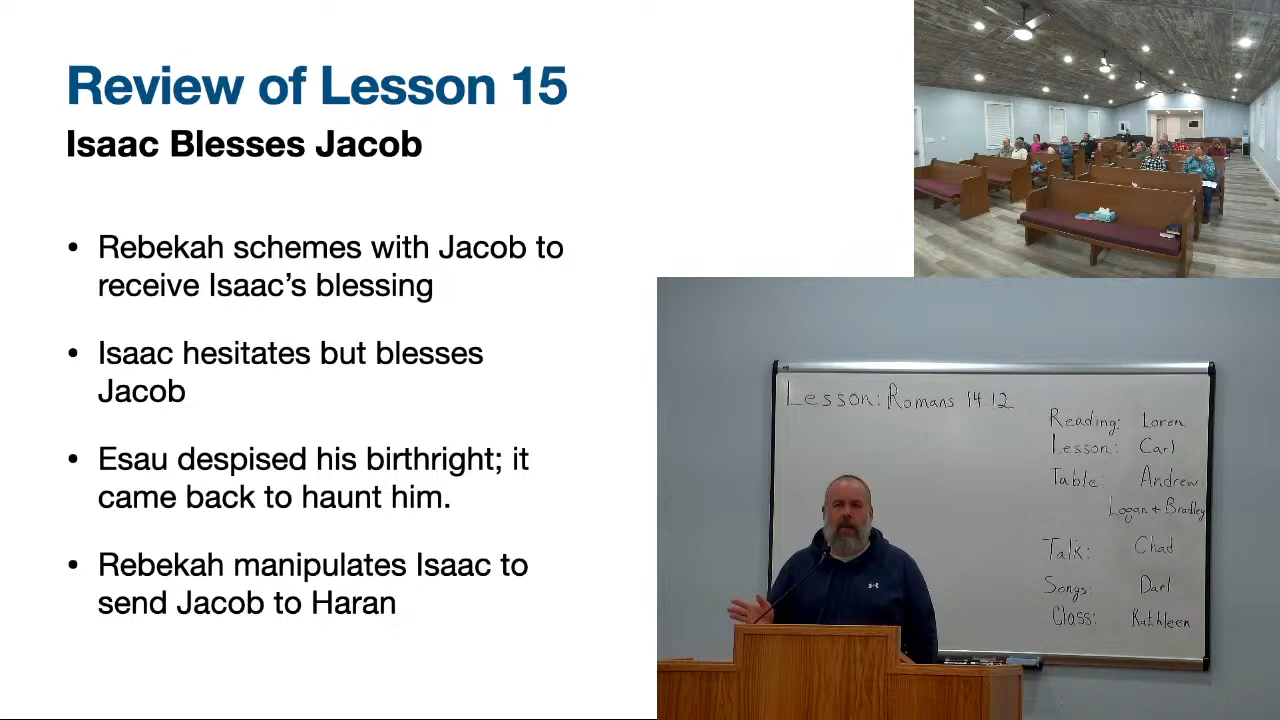 Review of Lesson 15
Isaac Blesses Jacob
• Rebekah schemes with Jacob to
receive Isaac’s blessing
• Isaac hesitates but blesses
Jacob
• Esau despised his birthright; it
came back to haunt him.
• Rebekah manipulates Isaac to
send Jacob to Haran
Lesson: Romans 14:12
Reading: Loren
Lesson: Carl
Table: Andrew
Logan + Bradley
Talk: Chad
Songs: Darl
Class: Kathleen